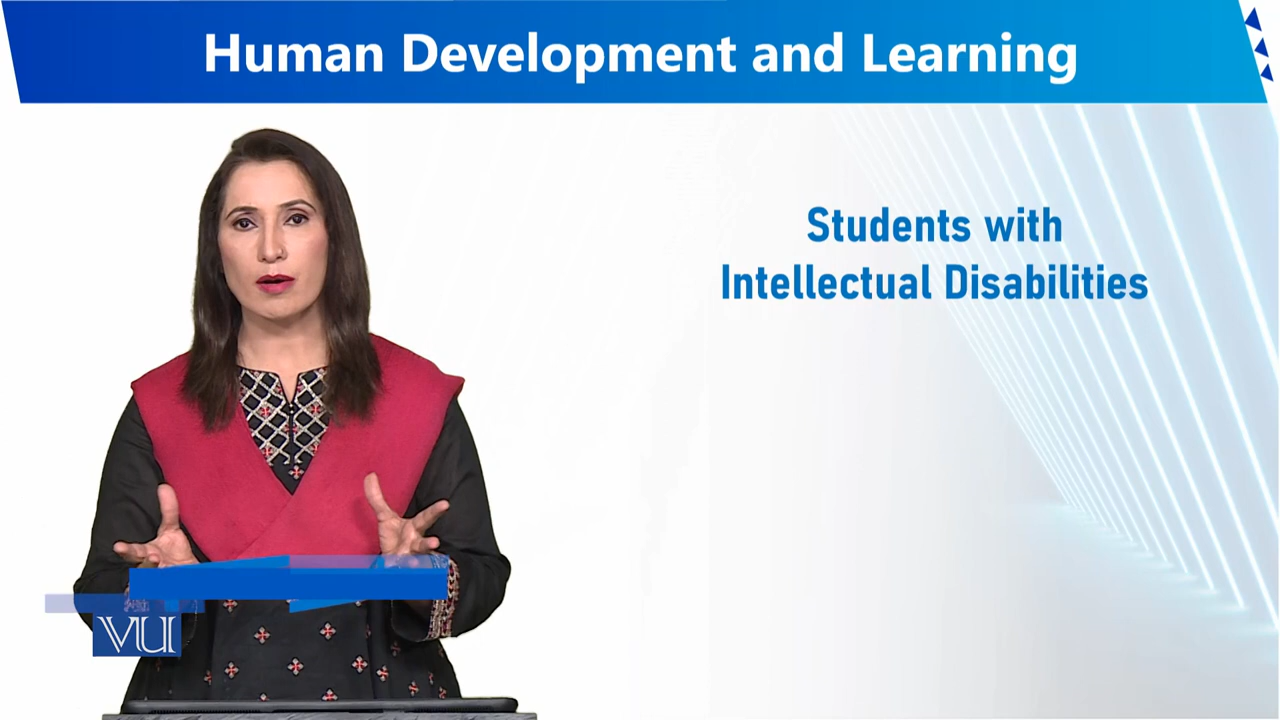 Human Development and Learning
Students with
Intellectual Disabilities
VU